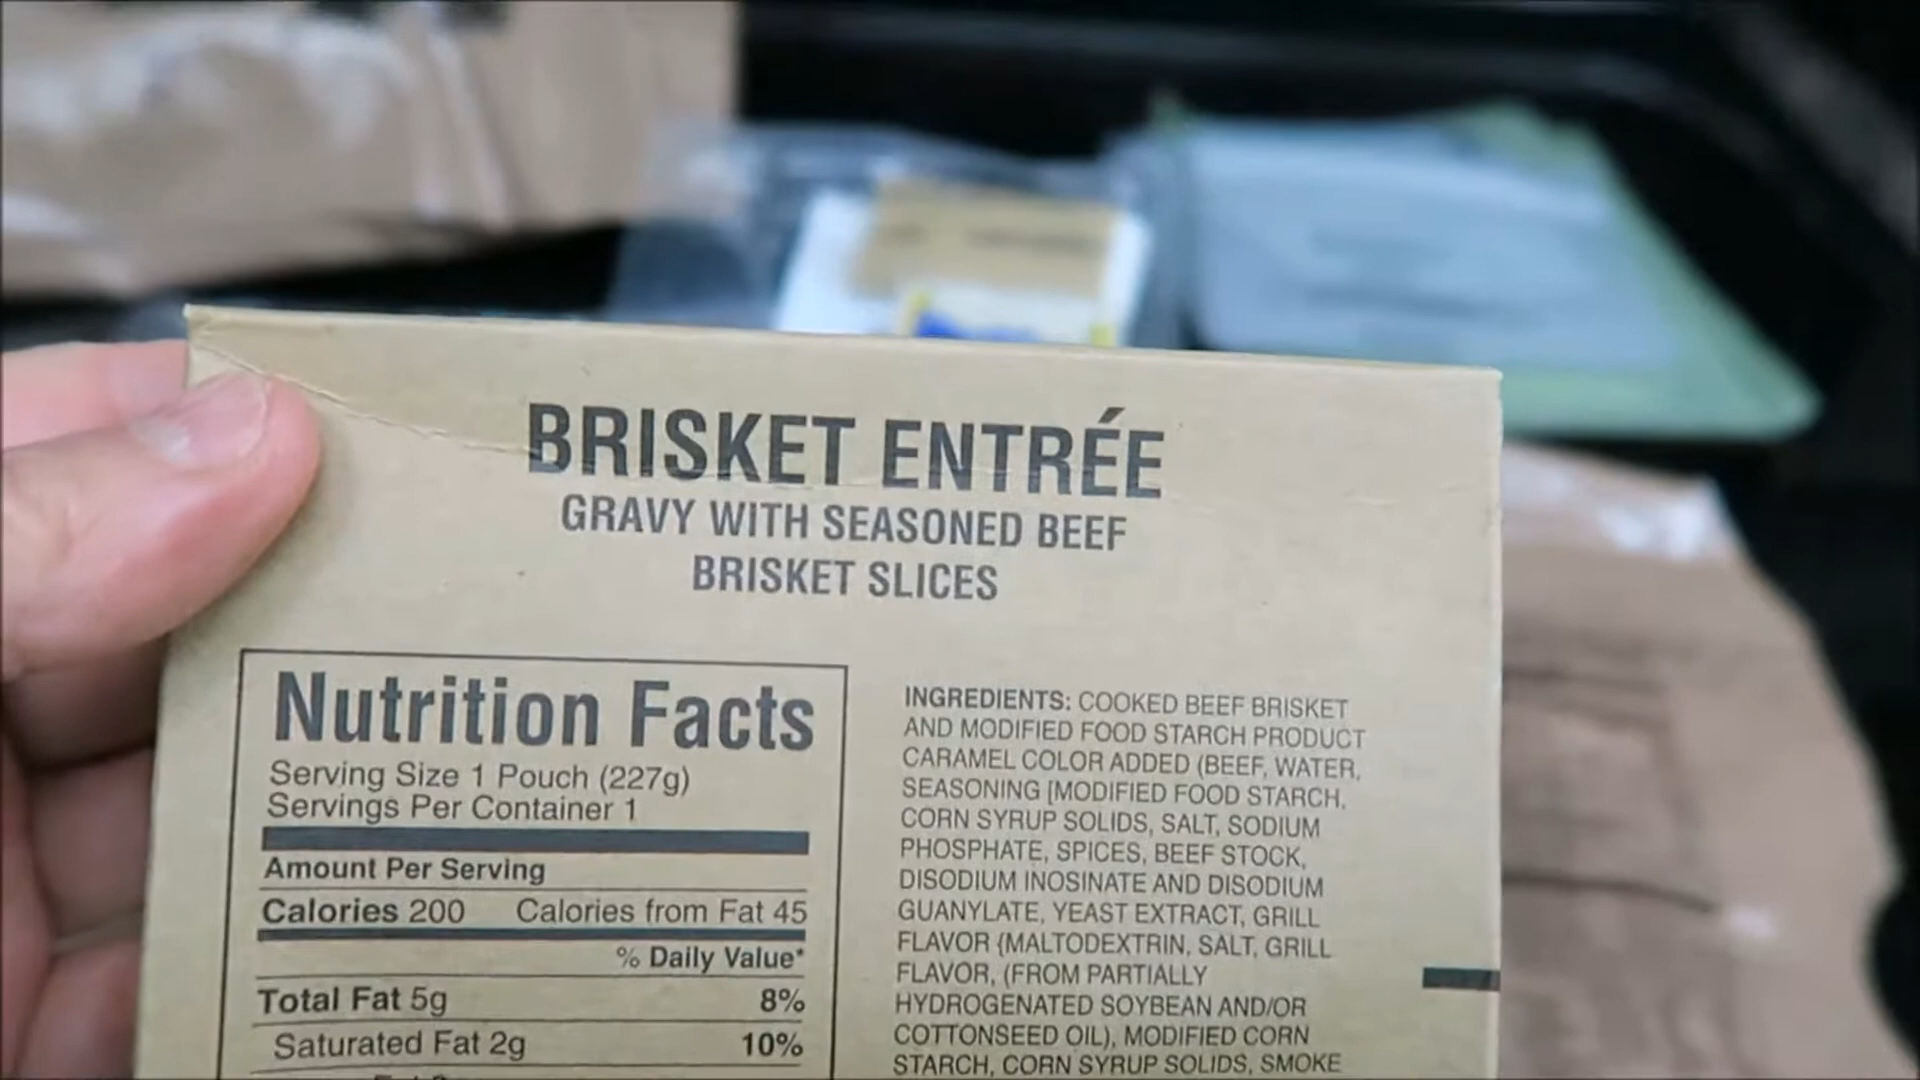 BRISKET ENTRÉE
GRAVY WITH SEASONED BEEF
BRISKET SLICES
Nutrition Facts
Serving Size 1 Pouch (227g)
Servings Per Container 1
Amount Per Serving
Calories 200 Calories from Fat 45
% Daily Value*
Total Fat 5g 8%
Saturated Fat 2g 10%
INGREDIENTS: COOKED BEEF BRISKET
AND MODIFIED FOOD STARCH PRODUCT
CARAMEL COLOR ADDED (BEEF, WATER,
SEASONING [MODIFIED FOOD STARCH,
CORN SYRUP SOLIDS, SALT, SODIUM
PHOSPHATE, SPICES, BEEF STOCK,
DISODIUM INOSINATE AND DISODIUM
GUANYLATE, YEAST EXTRACT, GRILL
FLAVOR {MALTODEXTRIN, SALT, GRILL
FLAVOR, (FROM PARTIALLY
HYDROGENATED SOYBEAN AND/OR
COTTONSEED OIL), MODIFIED CORN
STARCH, CORN SYRUP SOLIDS, SMOKE